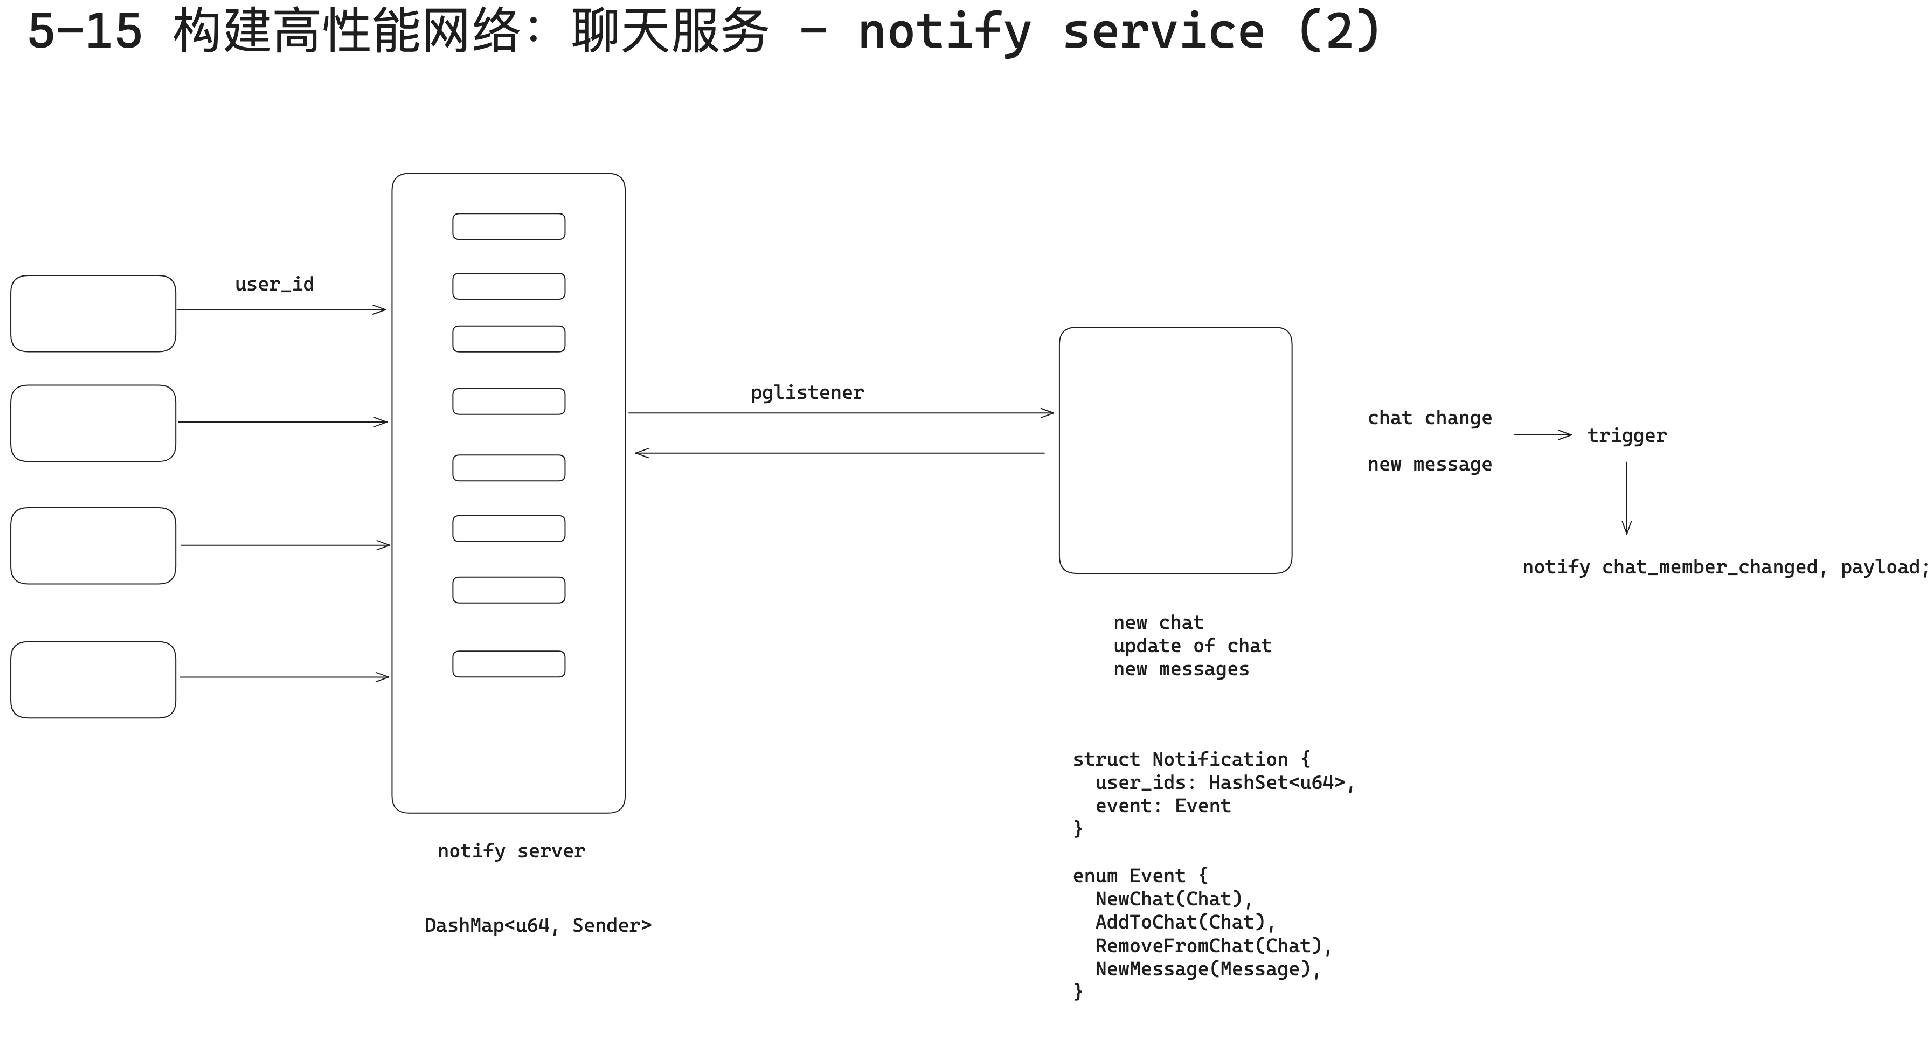 5-15 构建高性能网络：聊天服务 - notify service (2)
user_id
pglistener
chat change
new message
trigger
notify chat_member_changed, payload;
new chat
update of chat
new messages
struct Notification {
  user_ids: HashSet<u64>,
  event: Event
}
notify server
enum Event {
  NewChat(Chat),
  AddToChat(Chat),
  RemoveFromChat(Chat),
  NewMessage(Message),
}
DashMap<u64, Sender>